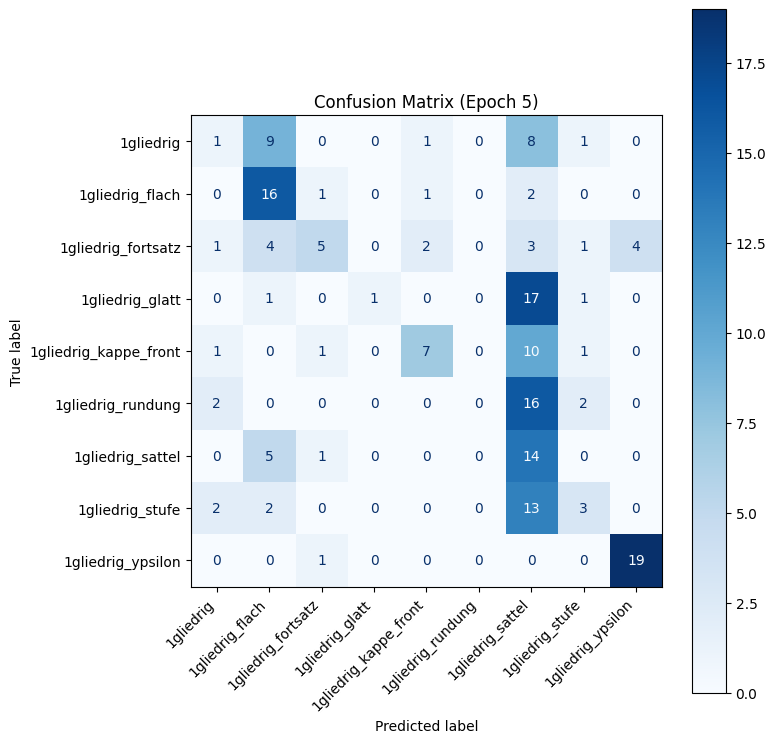 Confusion Matrix (Epoch 5)
True label
1gliedrig 1 9 0 0 1 0 8 1 0
1gliedrig_flach 0 16 1 0 1 0 2 0 0
1gliedrig_fortsatz 1 4 5 0 2 0 3 1 4
1gliedrig_glatt 0 1 0 1 0 0 17 1 0
1gliedrig_kappe_front 1 0 1 0 7 0 10 1 0
1gliedrig_rundung 2 0 0 0 0 0 16 2 0
1gliedrig_sattel 0 5 1 0 0 0 14 0 0
1gliedrig_stufe 2 2 0 0 0 0 13 3 0
1gliedrig_ypsilon 0 0 1 0 0 0 0 0 19
1gliedrig
1gliedrig_flach
1gliedrig_fortsatz
1gliedrig_glatt
1gliedrig_kappe_front
1gliedrig_rundung
1gliedrig_sattel
1gliedrig_stufe
1gliedrig_ypsilon
Predicted label
17.5
15.0
12.5
10.0
7.5
5.0
2.5
0.0